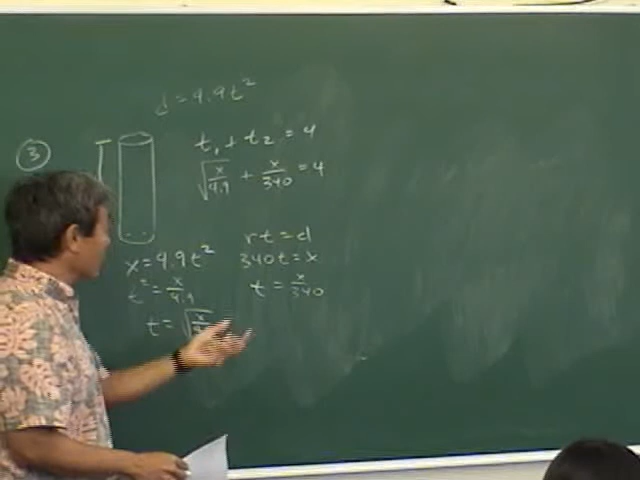 d = 4.9t²
③
t₁ + t₂ = 4
√(x/4.9) + x/340 = 4
x = 4.9t²
t² = x/4.9
t = √(x/4.9)
rt = d
340t = x
t = x/340